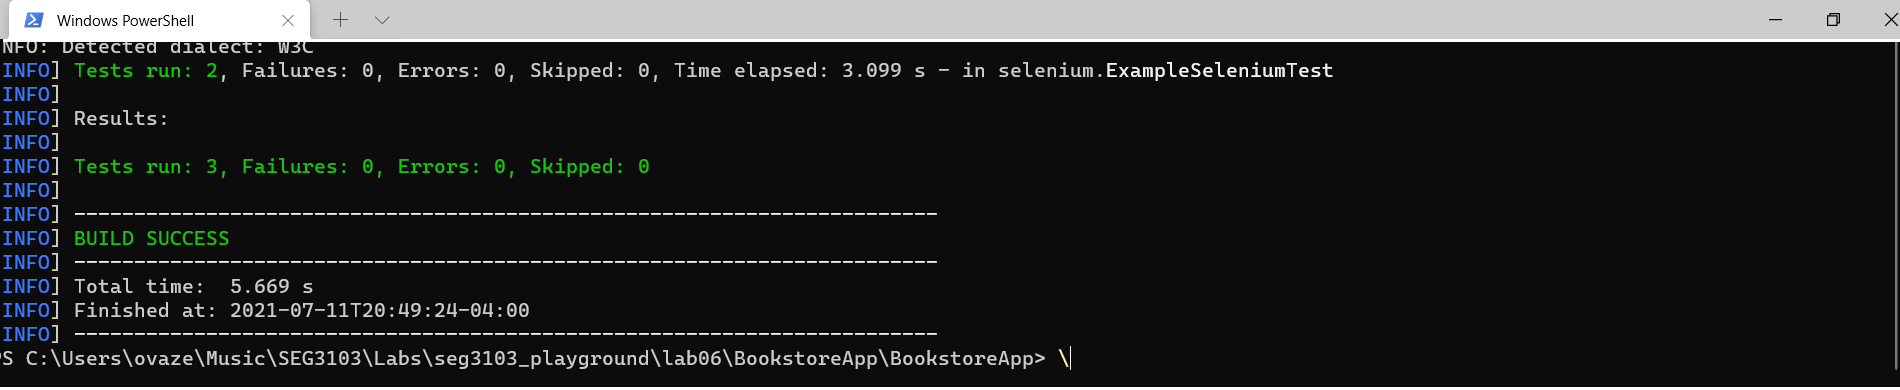 Windows PowerShell
NFO: Detected dialect: W3C
INFO] Tests run: 2, Failures: 0, Errors: 0, Skipped: 0, Time elapsed: 3.099 s - in selenium.ExampleSeleniumTest
INFO]
INFO] Results:
INFO]
INFO] Tests run: 3, Failures: 0, Errors: 0, Skipped: 0
INFO]
INFO] ------------------------------------------------------------------------
INFO] BUILD SUCCESS
INFO] ------------------------------------------------------------------------
INFO] Total time:  5.669 s
INFO] Finished at: 2021-07-11T20:49:24-04:00
INFO] ------------------------------------------------------------------------
PS C:\Users\ovaze\Music\SEG3103\Labs\seg3103_playground\lab06\BookstoreApp\BookstoreApp> \